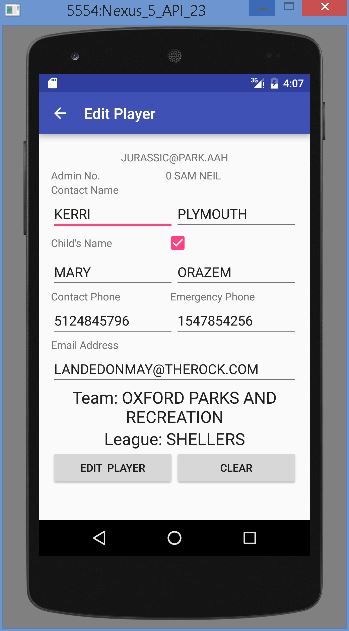 5554:Nexus_5_API_23
3G 4:07
Edit Player
JURASSIC@PARK.AAH
Admin No. 0 SAM NEIL
Contact Name
KERRI PLYMOUTH
Child's Name
MARY ORAZEM
Contact Phone Emergency Phone
5124845796 1547854256
Email Address
LANDEDONMAY@THEROCK.COM
Team: OXFORD PARKS AND
RECREATION
League: SHELLERS
EDIT PLAYER CLEAR